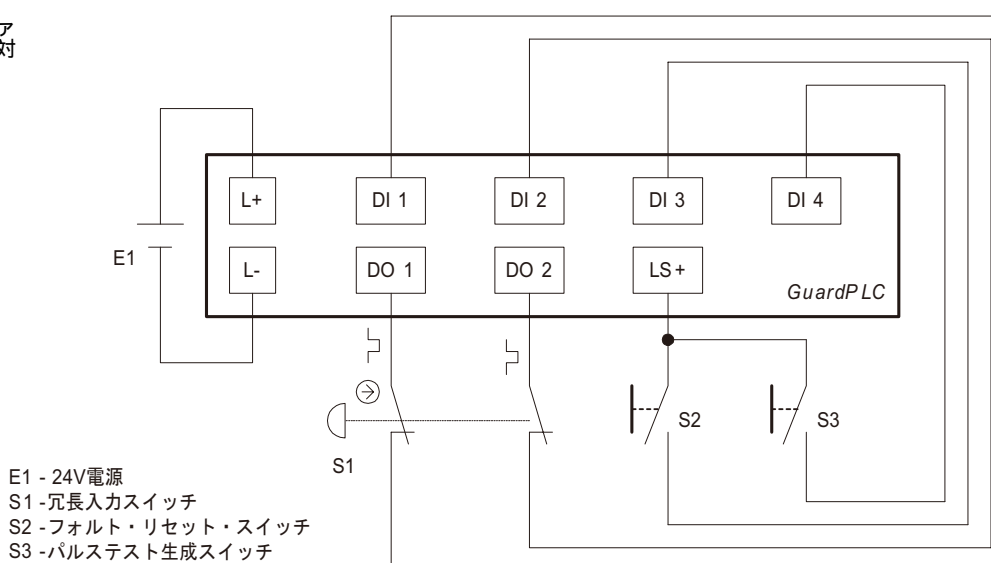 ア
対
L+
DI 1
DI 2
DI 3
DI 4
E1
L-
DO 1
DO 2
LS+
GuardPLC
S2
S3
S1
E1 - 24V電源
S1 -冗長入力スイッチ
S2 -フォルト・リセット・スイッチ
S3 -パルステスト生成スイッチ